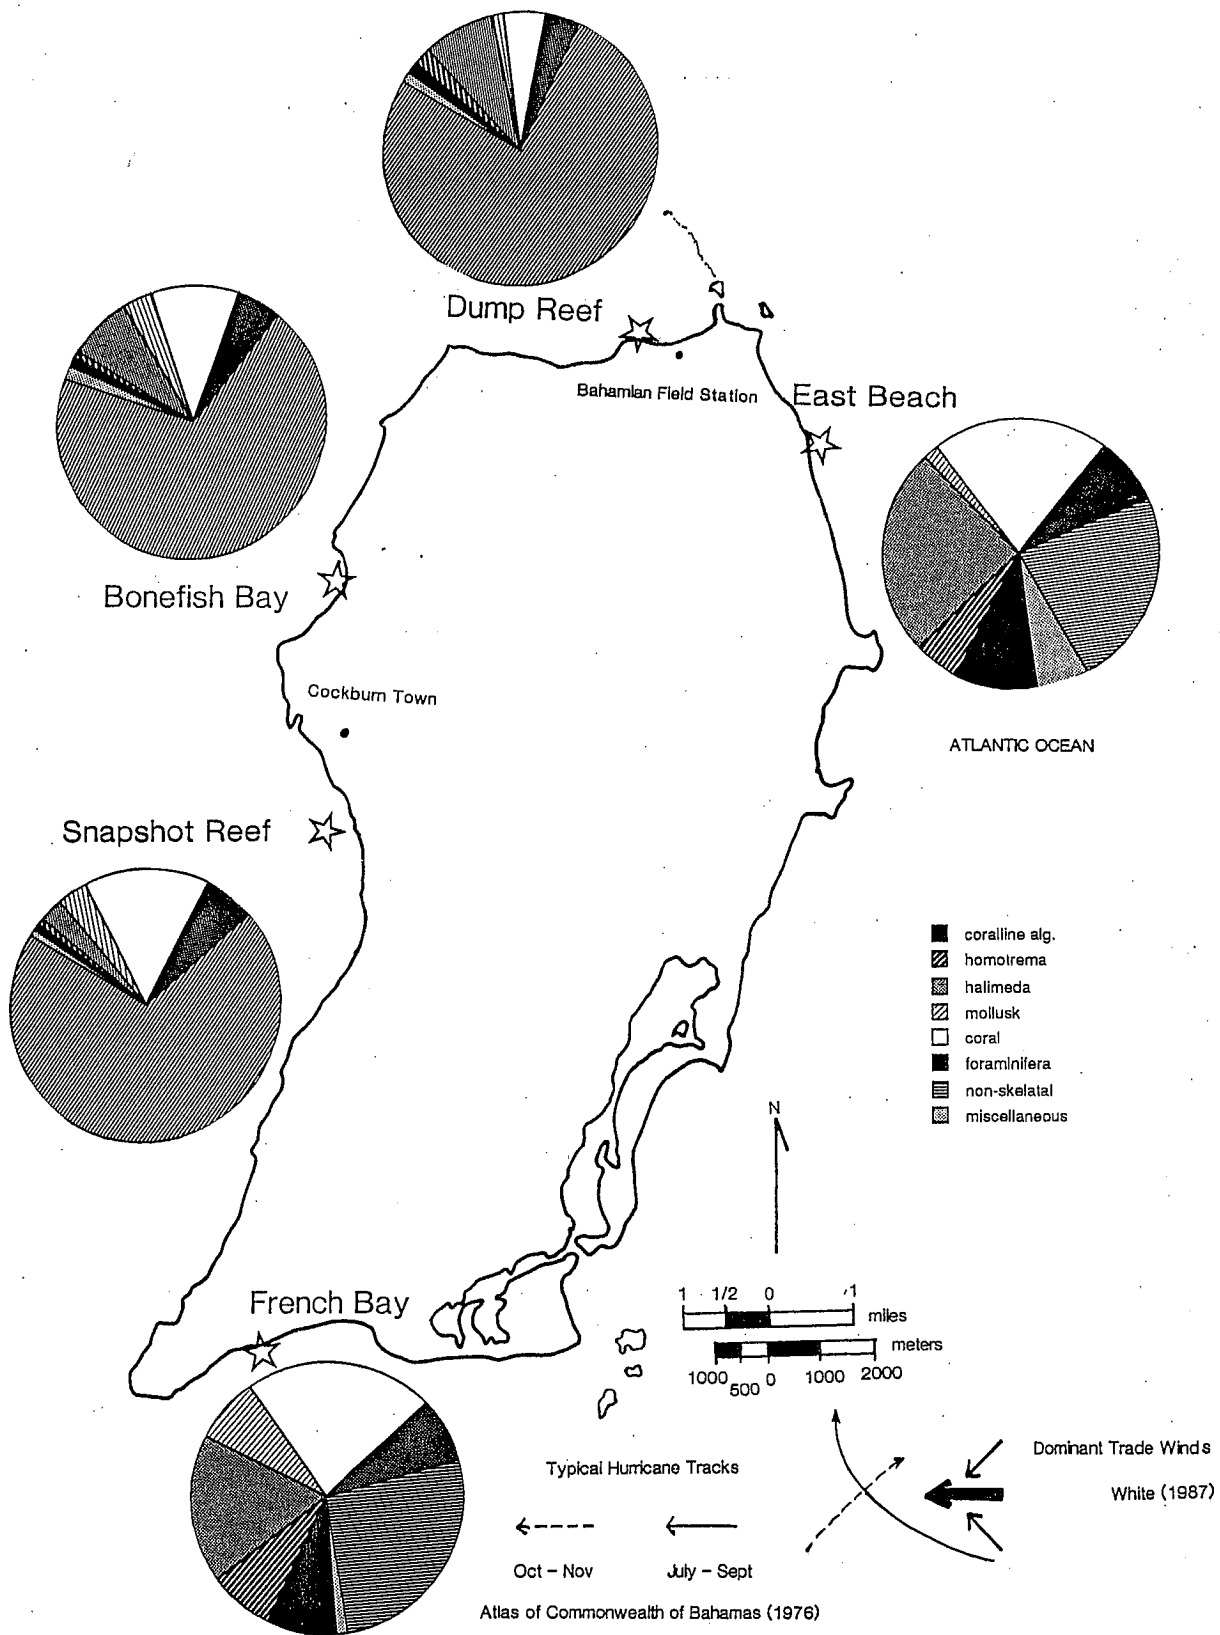 Dump Reef
Bahamian Field Station
East Beach
Bonefish Bay
Cockburn Town
ATLANTIC OCEAN
Snapshot Reef
coralline alg.
homotrema
halimeda
mollusk
coral
foraminifera
non-skelatal
miscellaneous
N
French Bay
1 1/2 0 1
miles
meters
1000 500 0 1000 2000
Typical Hurricane Tracks
Dominant Trade Winds
White (1987)
Oct - Nov
July - Sept
Atlas of Commonwealth of Bahamas (1976)